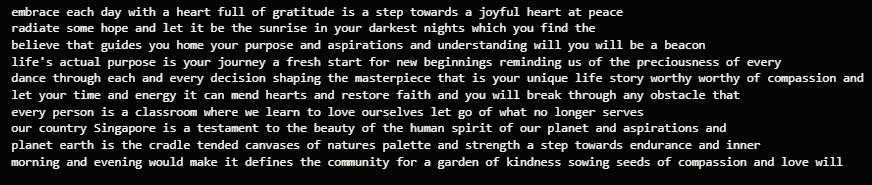 embrace each day with a heart full of gratitude is a step towards a joyful heart at peace
radiate some hope and let it be the sunrise in your darkest nights which you find the
believe that guides you home your purpose and aspirations and understanding will you will be a beacon
life's actual purpose is your journey a fresh start for new beginnings reminding us of the preciousness of every
dance through each and every decision shaping the masterpiece that is your unique life story worthy worthy of compassion and
let your time and energy it can mend hearts and restore faith and you will break through any obstacle that
every person is a classroom where we learn to love ourselves let go of what no longer serves
our country Singapore is a testament to the beauty of the human spirit of our planet and aspirations and
planet earth is the cradle tended canvases of natures palette and strength a step towards endurance and inner
morning and evening would make it defines the community for a garden of kindness sowing seeds of compassion and love will